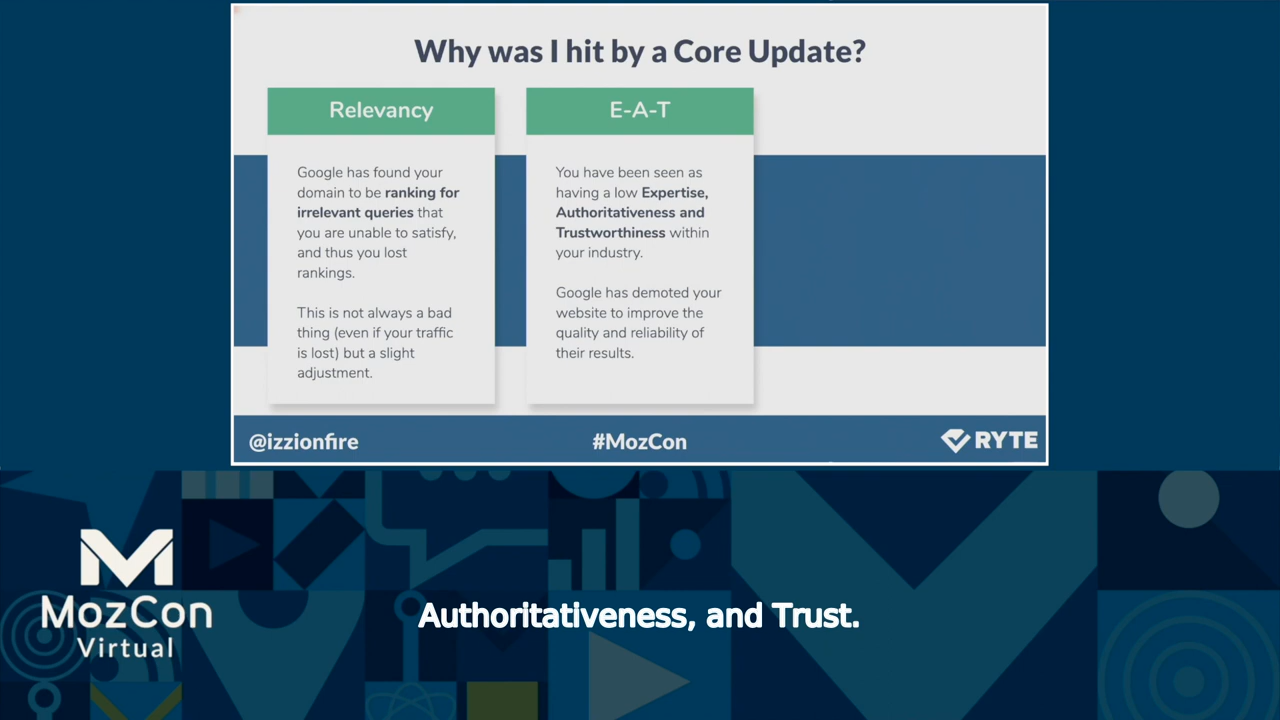 Why was I hit by a Core Update?
Relevancy
Google has found your
domain to be ranking for
irrelevant queries that
you are unable to satisfy,
and thus you lost
rankings.
This is not always a bad
thing (even if your traffic
is lost) but a slight
adjustment.
E-A-T
You have been seen as
having a low Expertise,
Authoritativeness and
Trustworthiness within
your industry.
Google has demoted your
website to improve the
quality and reliability of
their results.
@izzionfire
#MozCon
RYTE
MozCon
Virtual
Authoritativeness, and Trust.